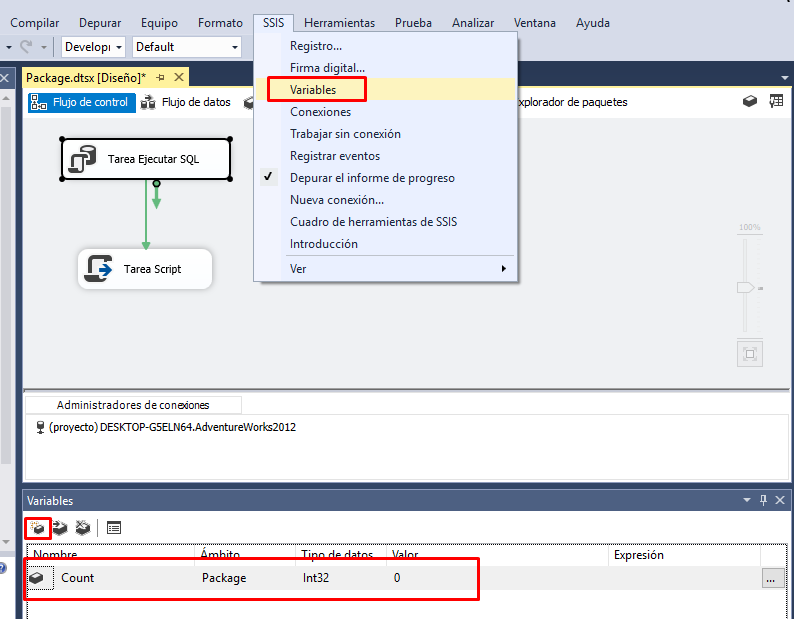 Compilar Depurar Equipo Formato SSIS Herramientas Prueba Analizar Ventana Ayuda
Develop Default
Registro...
Firma digital...
Variables
Conexiones
Trabajar sin conexión
Registrar eventos
✓ Depurar el informe de progreso
Nueva conexión...
Cuadro de herramientas de SSIS
Introducción
Ver
Package.dtsx [Diseño]*
Flujo de control Flujo de datos xplorador de paquetes
Tarea Ejecutar SQL
Tarea Script
100%
Administradores de conexiones
(proyecto) DESKTOP-G5ELN64.AdventureWorks2012
Variables
Nombre Ámbito Tipo de datos Valor Expresión
Count Package Int32 0 ...